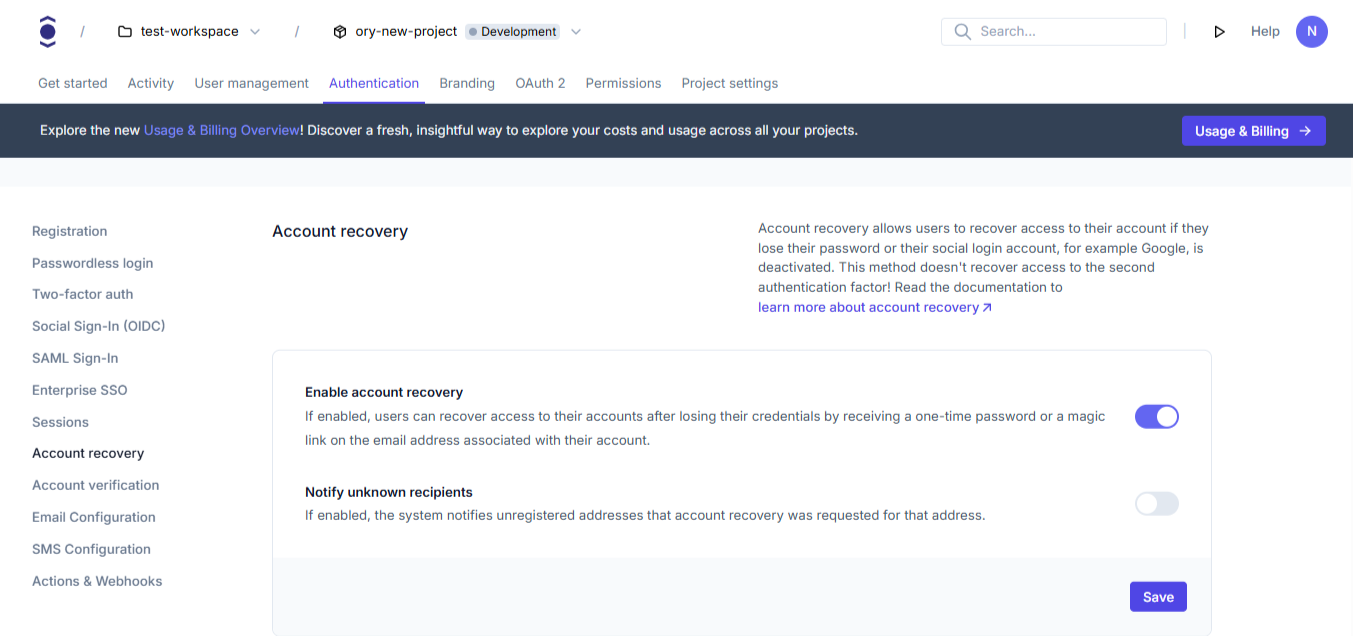 / test-workspace / ory-new-project Development Search... Help N
Get started Activity User management Authentication Branding OAuth 2 Permissions Project settings
Explore the new Usage & Billing Overview! Discover a fresh, insightful way to explore your costs and usage across all your projects. Usage & Billing →
Registration
Passwordless login
Two-factor auth
Social Sign-In (OIDC)
SAML Sign-In
Enterprise SSO
Sessions
Account recovery
Account verification
Email Configuration
SMS Configuration
Actions & Webhooks
Account recovery
Account recovery allows users to recover access to their account if they
lose their password or their social login account, for example Google, is
deactivated. This method doesn't recover access to the second
authentication factor! Read the documentation to
learn more about account recovery
Enable account recovery
If enabled, users can recover access to their accounts after losing their credentials by receiving a one-time password or a magic
link on the email address associated with their account.
Notify unknown recipients
If enabled, the system notifies unregistered addresses that account recovery was requested for that address.
Save